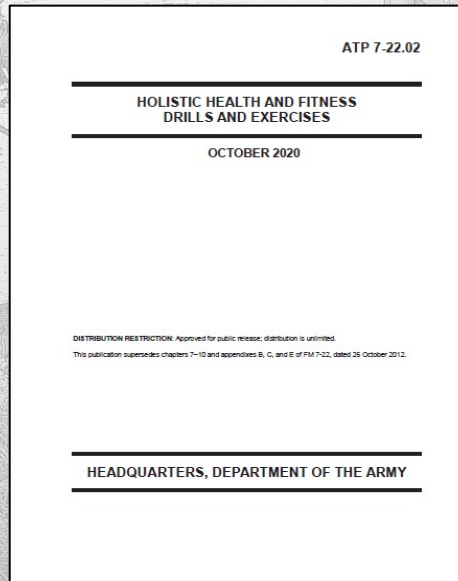 ATP 7-22.02
HOLISTIC HEALTH AND FITNESS
DRILLS AND EXERCISES
OCTOBER 2020
DISTRIBUTION RESTRICTION: Approved for public release; distribution is unlimited.
This publication supersedes chapters 7–10 and appendixes B, C, and E of FM 7-22, dated 26 October 2012.
HEADQUARTERS, DEPARTMENT OF THE ARMY